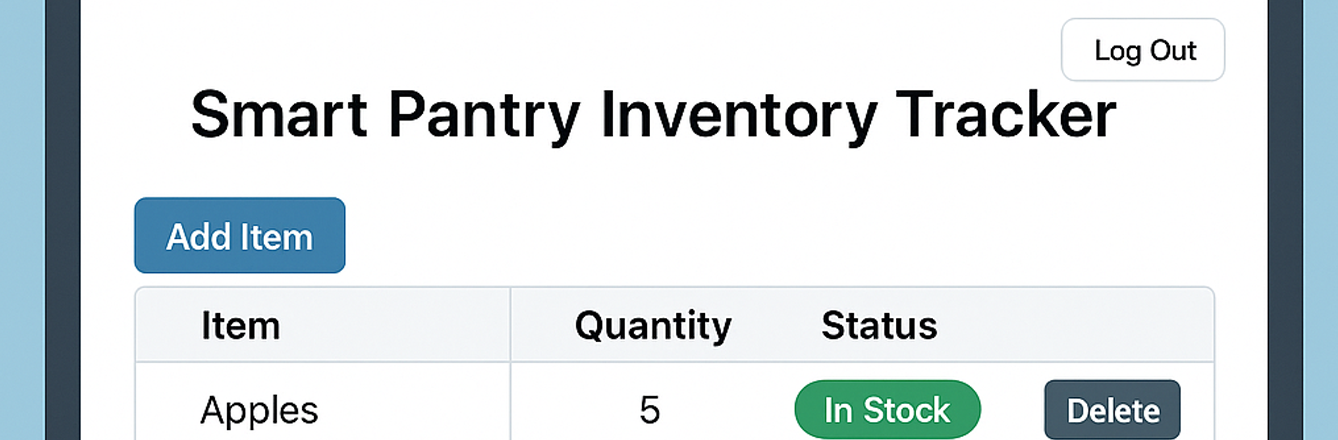 Log Out
Smart Pantry Inventory Tracker
Add Item
Item Quantity Status
Apples 5 In Stock Delete